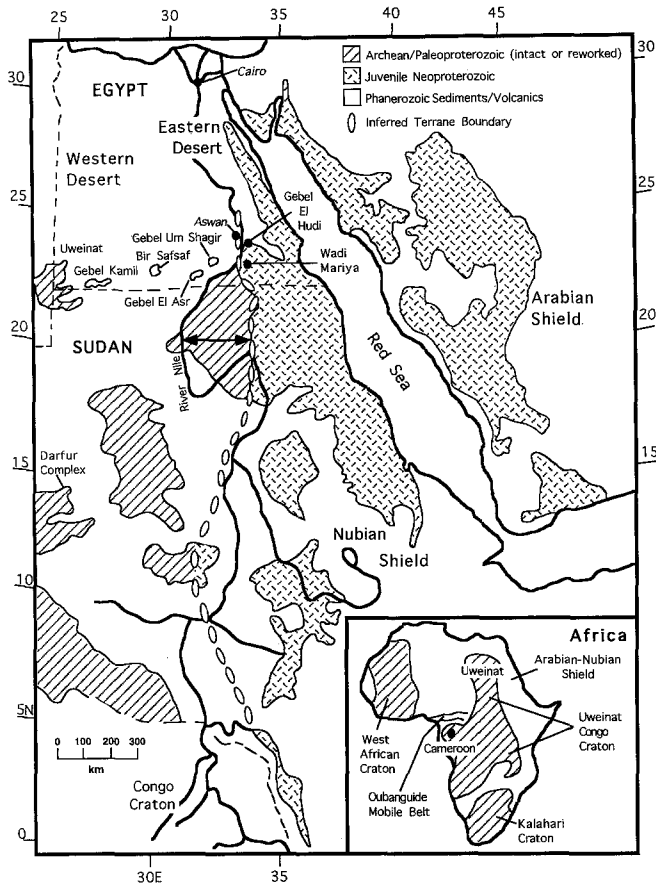 25
30
35
40
45
Archean/Paleoproterozoic (intact or reworked)
Juvenile Neoproterozoic
Phanerozoic Sediments/Volcanics
Inferred Terrane Boundary
30
30
Cairo
EGYPT
Eastern
Desert
Western
Desert
25
25
Gebel
El
Hudi
Aswan
Gebel Um Shagir
Bir Safsaf
Uweinat
Gebel Kamil
Wadi
Mariya
Gebel El Asr
Arabian
Shield
20
20
SUDAN
Red Sea
River Nile
Darfur
Complex
15
15
Nubian
Shield
10
Africa
Uweinat
Arabian-Nubian
Shield
5N
0 100 200 300
km
West
African
Craton
Cameroon
Uweinat
Congo
Craton
Oubanguide
Mobile Belt
Kalahari
Craton
Congo
Craton
0
30E
35